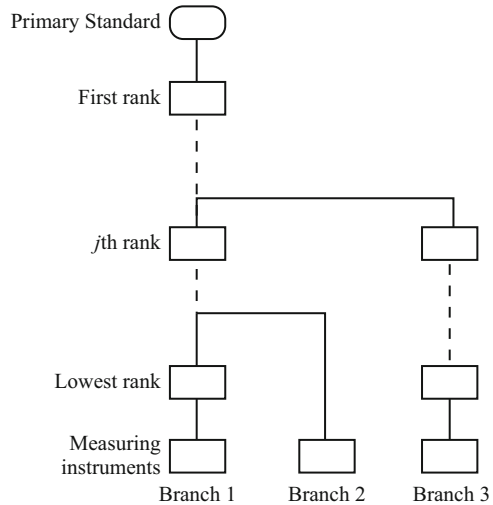 Primary Standard
First rank
jth rank
Lowest rank
Measuring
instruments
Branch 1 Branch 2 Branch 3